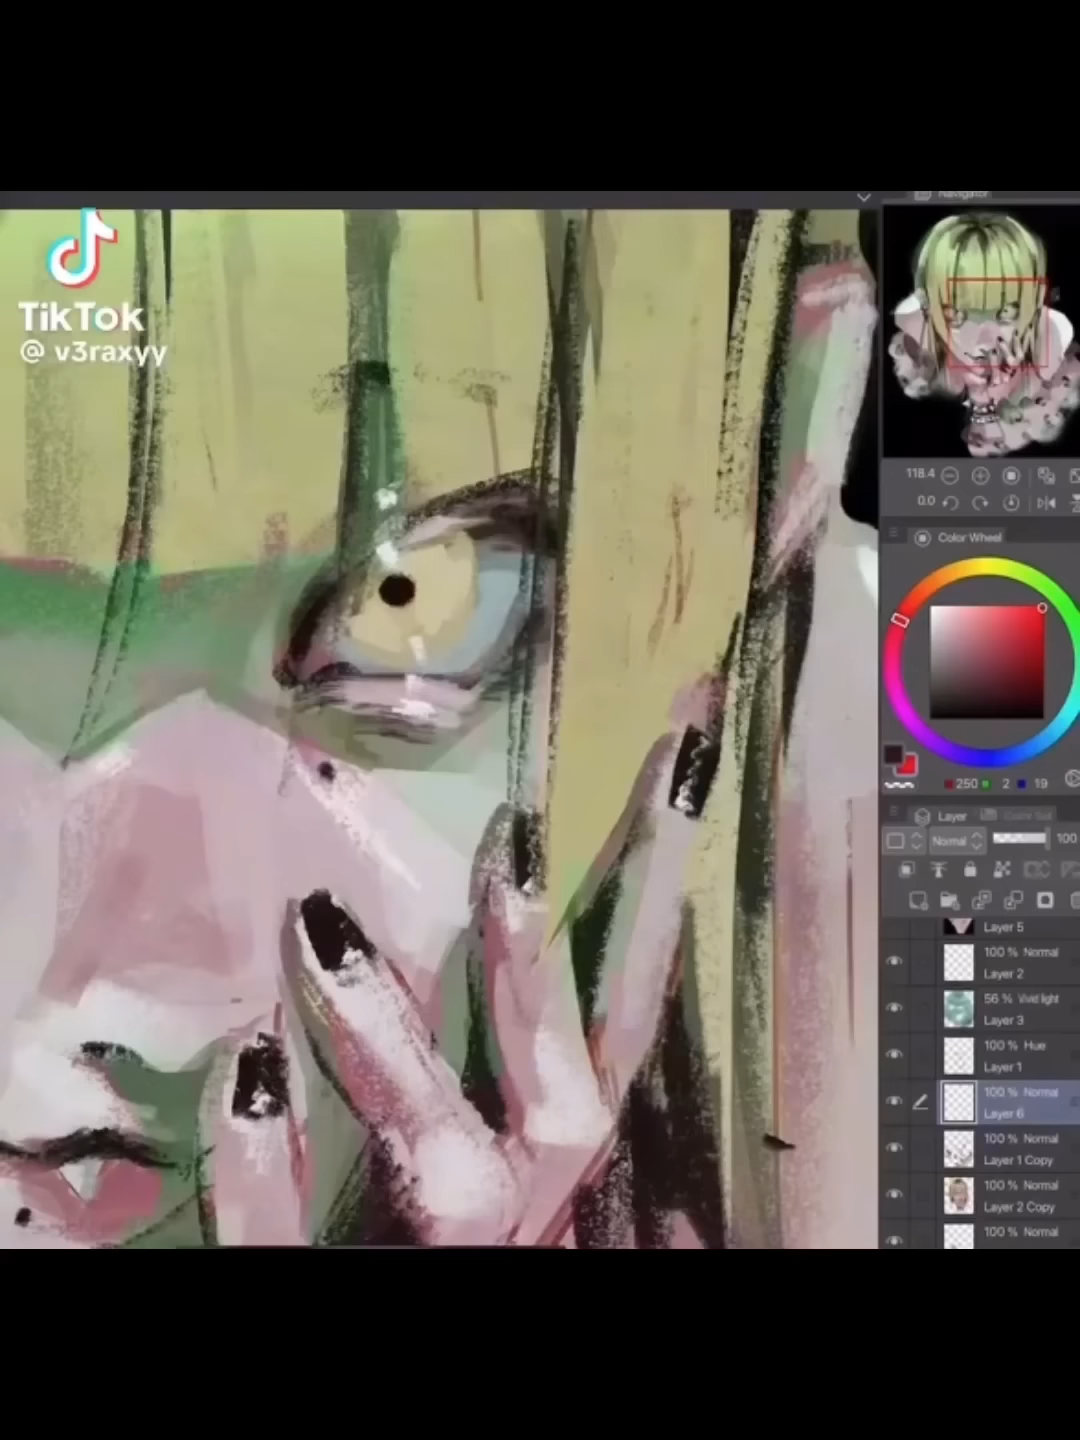 TikTok
@ v3raxyy
Navigator
118.4
0.0
Color Wheel
250 2 19
Layer
Normal 100
Layer 5
100 % Normal
Layer 2
56 % Vivid light
Layer 3
100 % Hue
Layer 1
100 % Normal
Layer 6
100 % Normal
Layer 1 Copy
100 % Normal
Layer 2 Copy
100 % Normal